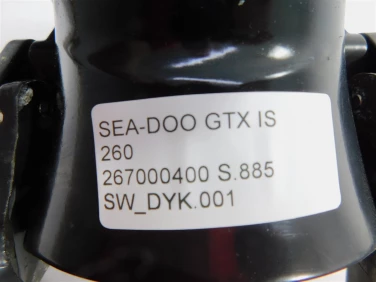 SEA-DOO GTX IS
260
267000400 S.885
SW_DYK.001